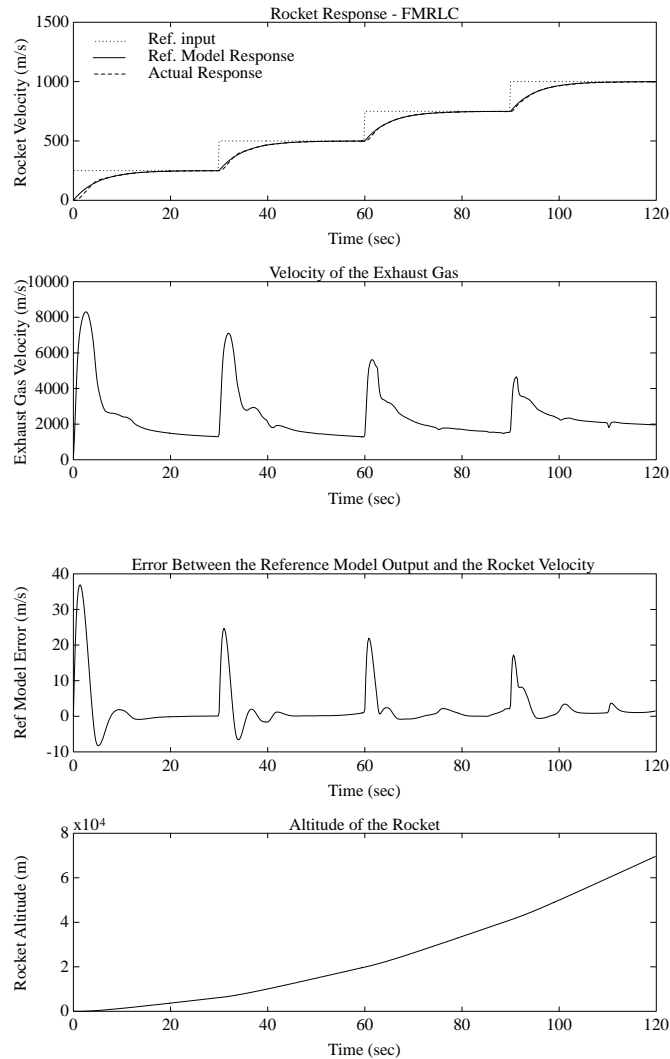 Rocket Response - FMRLC
1500
1000
500
0
Rocket Velocity (m/s)
Ref. input
Ref. Model Response
Actual Response
0 20 40 60 80 100 120
Time (sec)
Velocity of the Exhaust Gas
10000
8000
6000
4000
2000
0
Exhaust Gas Velocity (m/s)
0 20 40 60 80 100 120
Time (sec)
Error Between the Reference Model Output and the Rocket Velocity
40
30
20
10
0
-10
Ref Model Error (m/s)
0 20 40 60 80 100 120
Time (sec)
x10⁴
Altitude of the Rocket
8
6
4
2
0
Rocket Altitude (m)
0 20 40 60 80 100 120
Time (sec)